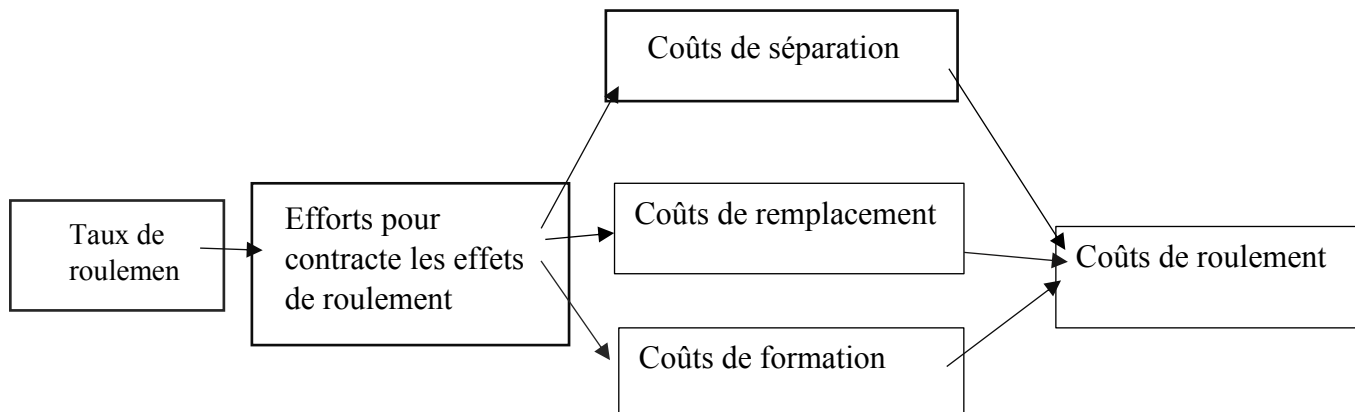 Coûts de séparation
Taux de
roulemen
Efforts pour
contracte les effets
de roulement
Coûts de remplacement
Coûts de formation
Coûts de roulement